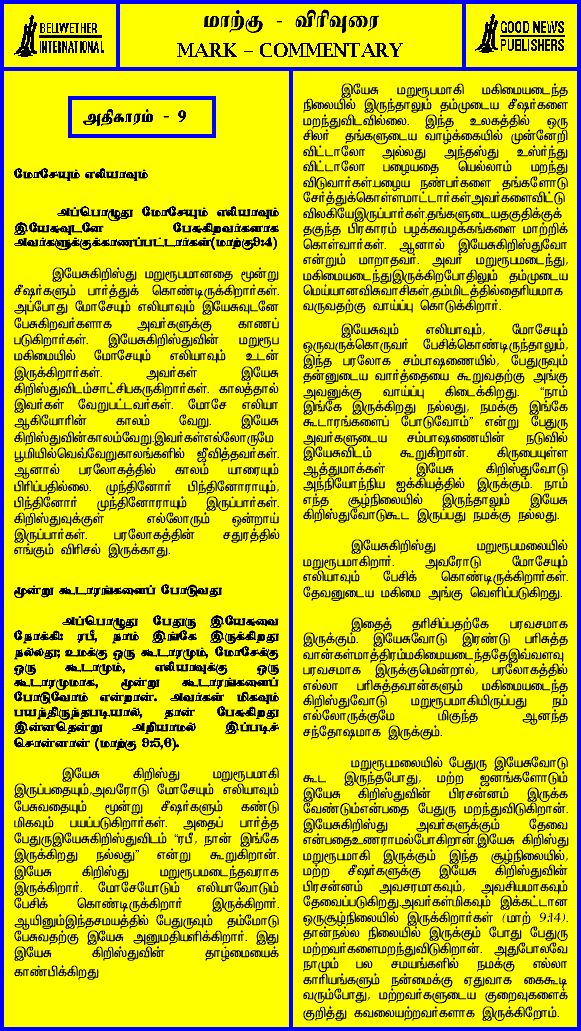 BELWETHER
INTERNATIONAL
மாற்கு - விரிவுரை
MARK – COMMENTARY
GOOD NEWS
PUBLISHERS
அதிகாரம் - 9
மோசேயும் எலியாவும்
அப்பொழுது மோசேயும் எலியாவும்
இயேசுவுடனே பேசுகிறவர்களாக
அவர்களுக்குக்காணப்பட்டார்கள்(மாற்கு9:4)
இயேசுகிறிஸ்து மறுரூபமானதை மூன்று
சீஷர்களும் பார்த்துக் கொண்டிருக்கிறார்கள்.
அப்போது மோசேயும் எலியாவும் இயேசுவுடனே
பேசுகிறவர்களாக அவர்களுக்கு காணப்
படுகிறார்கள். இயேசுகிறிஸ்துவின் மறுரூப
மகிமையில் மோசேயும் எலியாவும் உடன்
இருக்கிறார்கள். அவர்கள் இயேசு
கிறிஸ்துவிடம்சாட்சிபகருகிறார்கள். காலத்தால்
இவர்கள் வேறுபட்டவர்கள். மோசே எலியா
ஆகியோரின் காலம் வேறு. இயேசு
கிறிஸ்துவின்காலம்வேறு.இவர்கள்எல்லோருமே
பூமியில்வெவ்வேறுகாலங்களில் ஜீவித்தவர்கள்.
ஆனால் பரலோகத்தில் காலம் யாரையும்
பிரிப்பதில்லை. முந்தினோர் பிந்தினோராயும்,
பிந்தினோர் முந்தினோராயும் இருப்பார்கள்.
கிறிஸ்துவுக்குள் எல்லோரும் ஒன்றாய்
இருப்பார்கள். பரலோகத்தின் சதுரத்தில்
எங்கும் விரிசல் இருக்காது.
மூன்று கூடாரங்களைப் போடுவது
அப்பொழுது பேதுரு இயேசுவை
நோக்கி: ரபீ, நாம் இங்கே இருக்கிறது
நல்லது; உமக்கு ஒரு கூடாரமும், மோசேக்கு
ஒரு கூடாமும், எலியாவுக்கு ஒரு
கூடாரமுமாக, மூன்று கூடாரங்களைப்
போடுவோம் என்றான். அவர்கள் மிகவும்
பயந்திருந்தபடியால், தான் பேசுகிறது
இன்னதென்று அறியாமல் இப்படிச்
சொன்னான் (மாற்கு 9:5,6).
இயேசு கிறிஸ்து மறுரூபமாகி
இருப்பதையும்,அவரோடு மோசேயும் எலியாவும்
பேசுவதையும் மூன்று சீஷர்களும் கண்டு
மிகவும் பயப்படுகிறார்கள். அதைப் பார்த்த
பேதுருஇயேசுகிறிஸ்துவிடம் “ரபீ, நான் இங்கே
இருக்கிறது நல்லது” என்று கூறுகிறான்.
இயேசு கிறிஸ்து மறுரூபமடைந்தவராக
இருக்கிறார். மோசேயோடும் எலியாவோடும்
பேசிக் கொண்டிருக்கிறார் இருக்கிறார்.
ஆயினும்இந்தசமயத்தில் பேதுருவும் தம்மோடு
பேசுவதற்கு இயேசு அனுமதியளிக்கிறார். இது
இயேசு கிறிஸ்துவின் தாழ்மையைக்
காண்பிக்கிறது
இயேசு மறுரூபமாகி மகிமையடைந்த
நிலையில் இருந்தாலும் தம்முடைய சீஷர்களை
மறந்துவிடவில்லை. இந்த உலகத்தில் ஒரு
சிலர் தங்களுடைய வாழ்க்கையில் முன்னேறி
விட்டாலோ அல்லது அந்தஸ்து உஸ்ர்ந்து
விட்டாலோ பழையதை யெல்லாம் மறந்து
விடுவார்கள்.பழைய நண்பர்களை தங்களோடு
சேர்த்துக்கொள்ளமாட்டார்கள்.அவர்களைவிட்டு
விலகியேஇருப்பார்கள்.தங்களுடையதகுதிக்குத்
தகுந்த பிரகாரம் பழக்கவழக்கங்களை மாற்றிக்
கொள்வார்கள். ஆனால் இயேசுகிறிஸ்துவோ
என்றும் மாறாதவர். அவர் மறுரூபமடைந்து,
மகிமையடைந்துஇருக்கிறபோதிலும் தம்முடைய
மெய்யானவிசுவாசிகள்,தம்மிடத்தில்தைரியமாக
வருவதற்கு வாய்ப்பு கொடுக்கிறார்.
இயேசுவும் எலியாவும், மோசேயும்
ஒருவருக்கொருவர் பேசிக்கொண்டிருந்தாலும்,
இந்த பரலோக சம்பாஷணையில், பேதுருவும்
தன்னுடைய வார்த்தையை கூறுவதற்கு அங்கு
அவனுக்கு வாய்ப்பு கிடைக்கிறது. “நாம்
இங்கே இருக்கிறது நல்லது, நமக்கு இங்கே
கூடாரங்களைப் போடுவோம்” என்று பேதுரு
அவர்களுடைய சம்பாஷணையின் நடுவில்
இயேசுவிடம் கூறுகிறான். கிருபையுள்ள
ஆத்துமாக்கள் இயேசு கிறிஸ்துவோடு
அந்நியோந்நிய ஐக்கியத்தில் இருக்கும். நாம்
எந்த சூழ்நிலையில் இருந்தாலும் இயேசு
கிறிஸ்துவோடுகூட இருப்பது நமக்கு நல்லது.
இயேசுகிறிஸ்து மறுரூபமலையில்
மறுரூபமாகிறார். அவரோடு மோசேயும்
எலியாவும் பேசிக் கொண்டிருக்கிறார்கள்.
தேவனுடைய மகிமை அங்கு வெளிப்படுகிறது.
இதைத் தரிசிப்பதற்கே பரவசமாக
இருக்கும். இயேசுவோடு இரண்டு பரிசுத்த
வான்கள்மாத்திரம்மகிமையடைந்ததேஇவ்வளவு
பரவசமாக இருக்குமென்றால், பரலோகத்தில்
எல்லா பரிசுத்தவான்களும் மகிமையடைந்த
கிறிஸ்துவோடு மறுரூபமாகியிருப்பது நம்
எல்லோருக்குமே மிகுந்த ஆனந்த
சந்தோஷமாக இருக்கும்.
மறுரூபமலையில் பேதுரு இயேசுவோடு
கூட இருந்தபோது, மற்ற ஜனங்களோடும்
இயேசு கிறிஸ்துவின் பிரசன்னம் இருக்க
வேண்டும்என்பதை பேதுரு மறந்துவிடுகிறான்.
இயேசுகிறிஸ்து அவர்களுக்கும் தேவை
என்பதைஉணராமல்போகிறான்.இயேசு கிறிஸ்து
மறுரூபமாகி இருக்கும் இந்த சூழ்நிலையில்,
மற்ற சீஷர்களுக்கு இயேசு கிறிஸ்துவின்
பிரசன்னம் அவசரமாகவும், அவசியமாகவும்
தேவைப்படுகிறது.அவர்கள்மிகவும் இக்கட்டான
ஒருசூழ்நிலையில் இருக்கிறார்கள் (மாற் 9:14).
தான்நல்ல நிலையில் இருக்கும் போது பேதுரு
மற்றவர்களைமறந்துவிடுகிறான். அதுபோலவே
நாமும் பல சமயங்களில் நமக்கு எல்லா
காரியங்களும் நன்மைக்கு ஏதுவாக கைகூடி
வரும்போது, மற்றவர்களுடைய குறைவுகளைக்
குறித்து கவலையற்றவர்களாக இருக்கிறோம்.